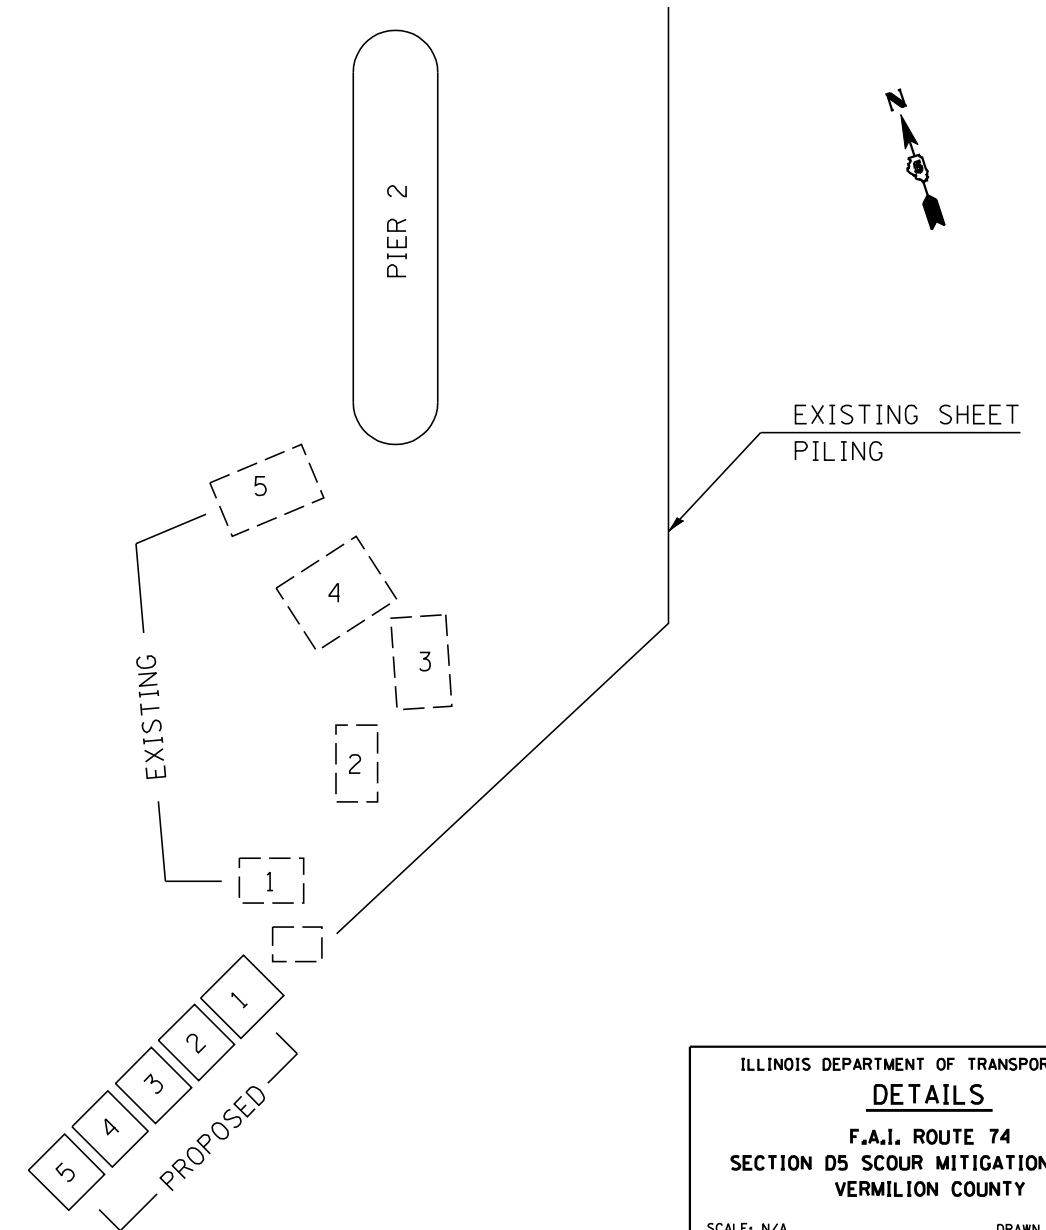 N
PIER 2
EXISTING SHEET
PILING
5
4
3
2
1
EXISTING
1
2
3
4
5
PROPOSED
ILLINOIS DEPARTMENT OF
DETAILS
F.A.I. ROUTE 74
SECTION D5 SCOUR MITIGATION
VERMILION COUNTY
SCALE: N/A
DRAWN